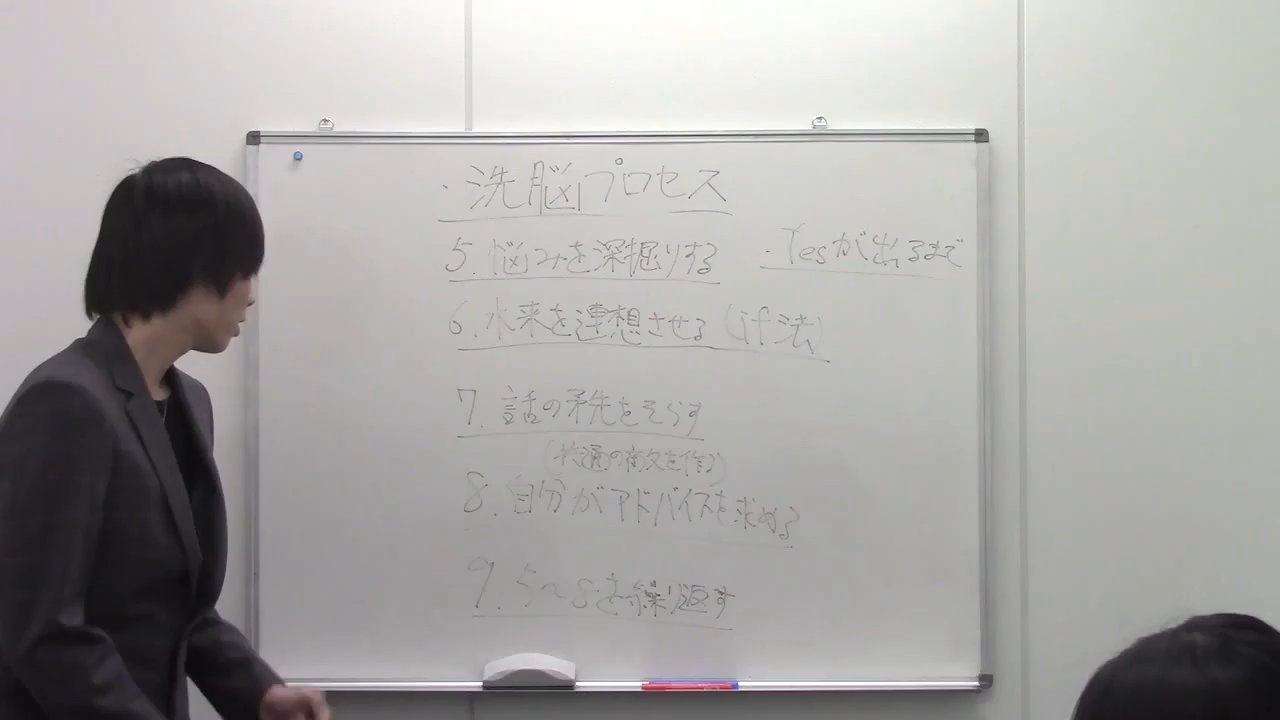 ・洗脳プロセス
5. 悩みを深掘りする ・Yesが出るまで
6. 未来を連想させる (if法)
7. 話の矛先をそらす
(共通の敵を作る)
8. 自分がアドバイスを求める
9. 5~8を繰り返す